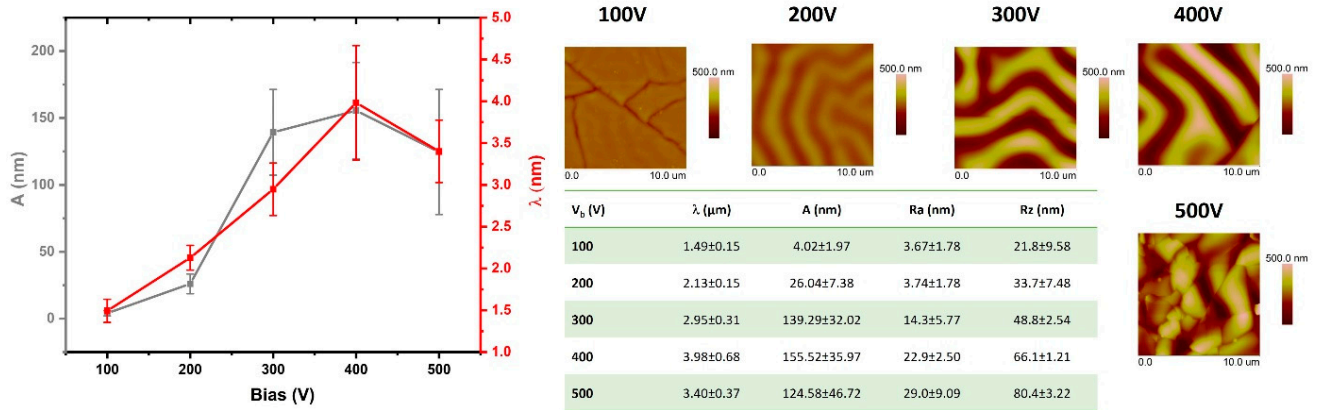 A (nm)
200
150
100
50
0
5.0
4.5
4.0
3.5
3.0
2.5
2.0
1.5
1.0
λ (nm)
100 200 300 400 500
Bias (V)
100V 200V 300V 400V
500.0 nm
0.0 10.0 um
500.0 nm
0.0 10.0 um
500.0 nm
0.0 10.0 um
500.0 nm
0.0 10.0 um
Vb (V) λ (μm) A (nm) Ra (nm) Rz (nm)
100 1.49±0.15 4.02±1.97 3.67±1.78 21.8±9.58
200 2.13±0.15 26.04±7.38 3.74±1.78 33.7±7.48
300 2.95±0.31 139.29±32.02 14.3±5.77 48.8±2.54
400 3.98±0.68 155.52±35.97 22.9±2.50 66.1±1.21
500 3.40±0.37 124.58±46.72 29.0±9.09 80.4±3.22
500V
500.0 nm
0.0 10.0 um